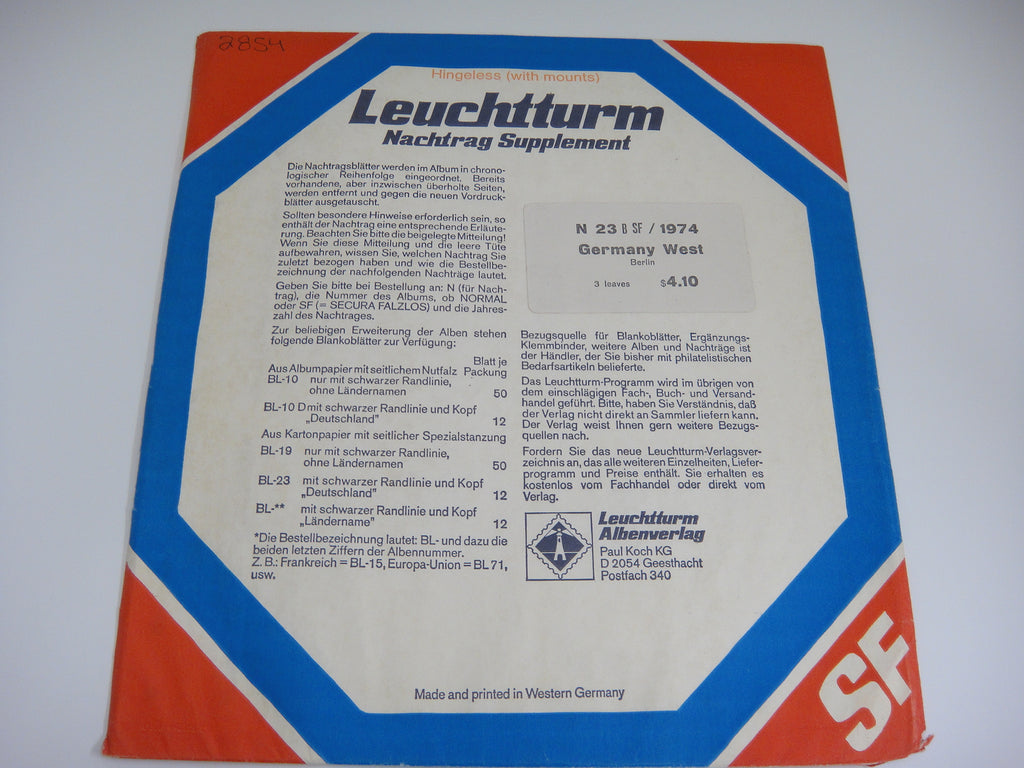 2854
Hingeless (with mounts)
Leuchtturm
Nachtrag Supplement
Die Nachtragsblätter werden im Album in chrono-
logischer Reihenfolge eingeordnet. Bereits
vorhandene, aber inzwischen überholte Seiten,
werden entfernt und gegen die neuen Vordruck-
blätter ausgetauscht.
Sollten besondere Hinweise erforderlich sein, so
enthält der Nachtrag eine entsprechende Erläute-
rung. Beachten Sie bitte die beigelegte Mitteilung!
Wenn Sie diese Mitteilung und die leere Tüte
aufbewahren, wissen Sie, welchen Nachtrag Sie
zuletzt bezogen haben und wie die Bestellbe-
zeichnung der nachfolgenden Nachträge lautet.
Geben Sie bitte bei Bestellung an: N (für Nach-
trag), die Nummer des Albums, ob NORMAL
oder SF (= SECURA FALZLOS) und die Jahres-
zahl des Nachtrages.
Zur beliebigen Erweiterung der Alben stehen
folgende Blankoblätter zur Verfügung:
Blatt je
Aus Albumpapier mit seitlichem Nutfalz Packung
BL-10 nur mit schwarzer Randlinie,
ohne Ländernamen 50
BL-10 D mit schwarzer Randlinie und Kopf
„Deutschland" 12
Aus Kartonpapier mit seitlicher Spezialstanzung
BL-19 nur mit schwarzer Randlinie,
ohne Ländernamen 50
BL-23 mit schwarzer Randlinie und Kopf
„Deutschland" 12
BL-** mit schwarzer Randlinie und Kopf
„Ländername" 12
*Die Bestellbezeichnung lautet: BL- und dazu die
beiden letzten Ziffern der Albennummer.
Z. B.: Frankreich = BL-15, Europa-Union = BL 71,
usw.
N 23 B SF / 1974
Germany West
Berlin
3 leaves $4.10
Bezugsquelle für Blankoblätter, Ergänzungs-
Klemmbinder, weitere Alben und Nachträge ist
der Händler, der Sie bisher mit philatelistischen
Bedarfsartikeln belieferte.
Das Leuchtturm-Programm wird im übrigen von
dem einschlägigen Fach-, Buch- und Versand-
handel geführt. Bitte, haben Sie Verständnis, daß
der Verlag nicht direkt an Sammler liefern kann.
Der Verlag weist Ihnen gern weitere Bezugs-
quellen nach.
Fordern Sie das neue Leuchtturm-Verlagsver-
zeichnis an, das alle weiteren Einzelheiten, Liefer-
programm und Preise enthält. Sie erhalten es
kostenlos vom Fachhandel oder direkt vom
Verlag.
Leuchtturm
Albenverlag
Paul Koch KG
D 2054 Geesthacht
Postfach 340
Made and printed in Western Germany
SF